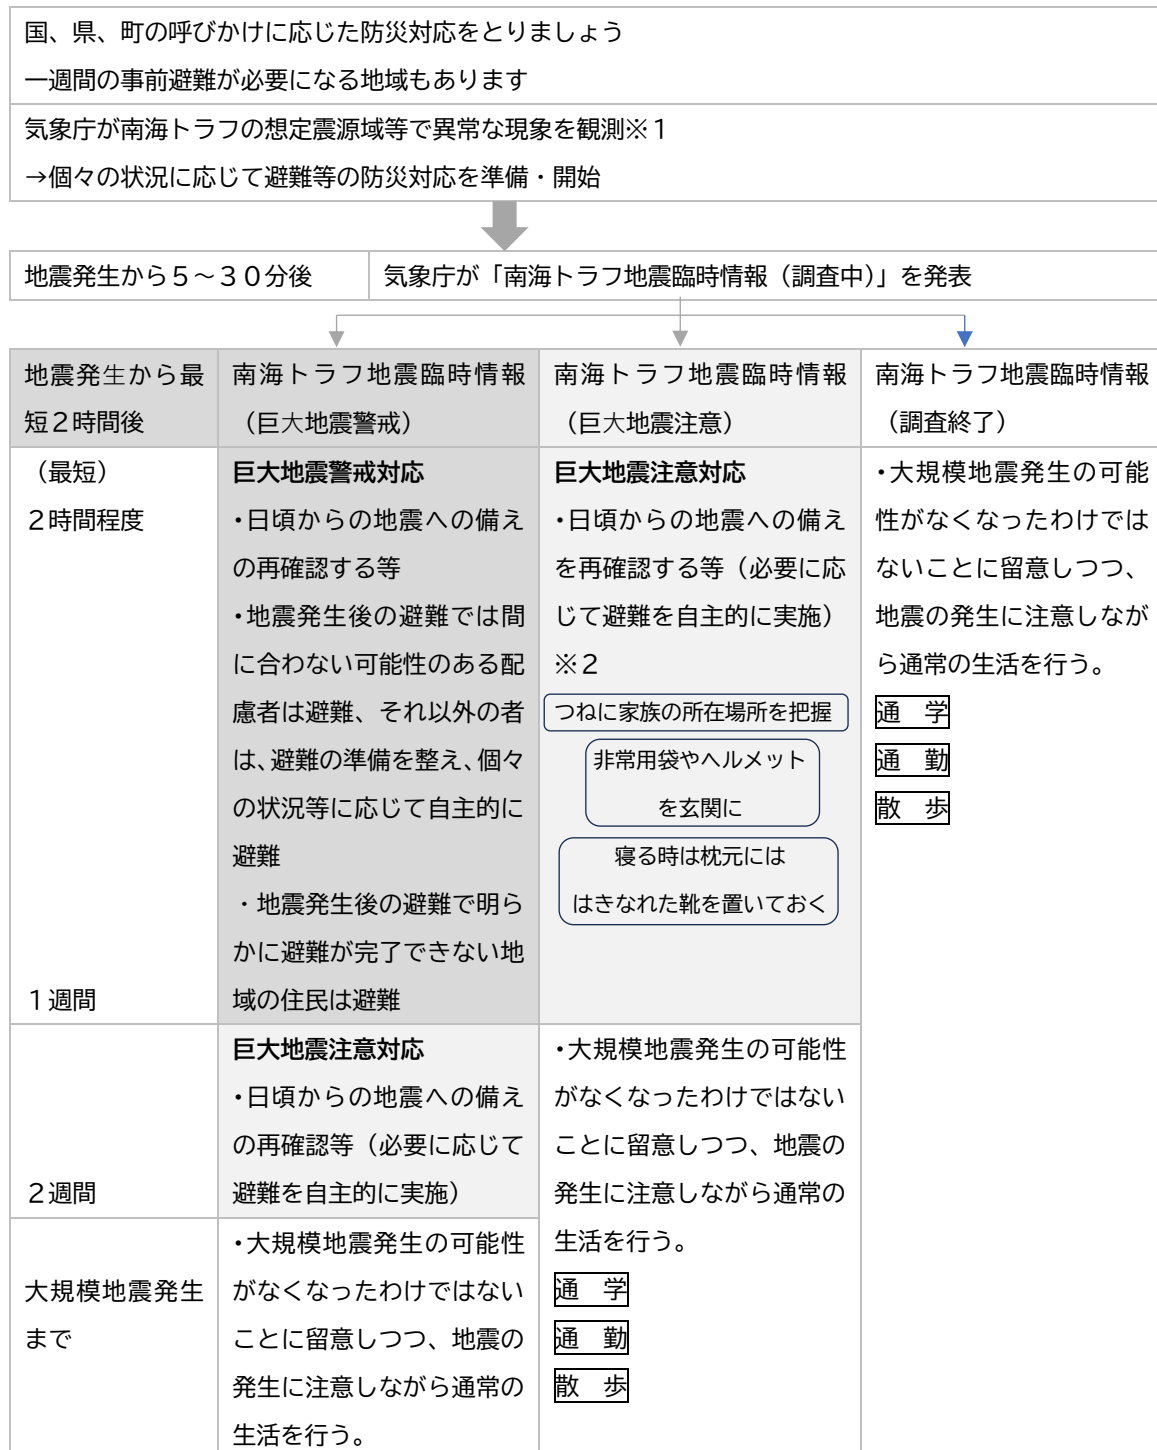 国、県、町の呼びかけに応じた防災対応をとりましょう
一週間の事前避難が必要になる地域もあります
気象庁が南海トラフの想定震源域等で異常な現象を観測※１
→個々の状況に応じて避難等の防災対応を準備・開始
地震発生から５～３０分後
気象庁が「南海トラフ地震臨時情報（調査中）」を発表
地震発生から最
短２時間後
南海トラフ地震臨時情報
（巨大地震警戒）
南海トラフ地震臨時情報
（巨大地震注意）
南海トラフ地震臨時情報
（調査終了）
（最短）
２時間程度
１週間
巨大地震警戒対応
・日頃からの地震への備え
の再確認する等
・地震発生後の避難では間
に合わない可能性のある配
慮者は避難、それ以外の者
は、避難の準備を整え、個々
の状況等に応じて自主的に
避難
・地震発生後の避難で明ら
かに避難が完了できない地
域の住民は避難
巨大地震注意対応
・日頃からの地震への備え
を再確認する等（必要に応
じて避難を自主的に実施）
※２
つねに家族の所在場所を把握
非常用袋やヘルメット
を玄関に
寝る時は枕元には
はきなれた靴を置いておく
・大規模地震発生の可能
性がなくなったわけでは
ないことに留意しつつ、
地震の発生に注意しなが
ら通常の生活を行う。
通　学
通　勤
散　歩
２週間
巨大地震注意対応
・日頃からの地震への備え
の再確認等（必要に応じて
避難を自主的に実施）
・大規模地震発生の可能性
がなくなったわけではない
ことに留意しつつ、地震の
発生に注意しながら通常の
生活を行う。
通　学
通　勤
散　歩
大規模地震発生
まで
・大規模地震発生の可能性
がなくなったわけではない
ことに留意しつつ、地震の
発生に注意しながら通常の
生活を行う。